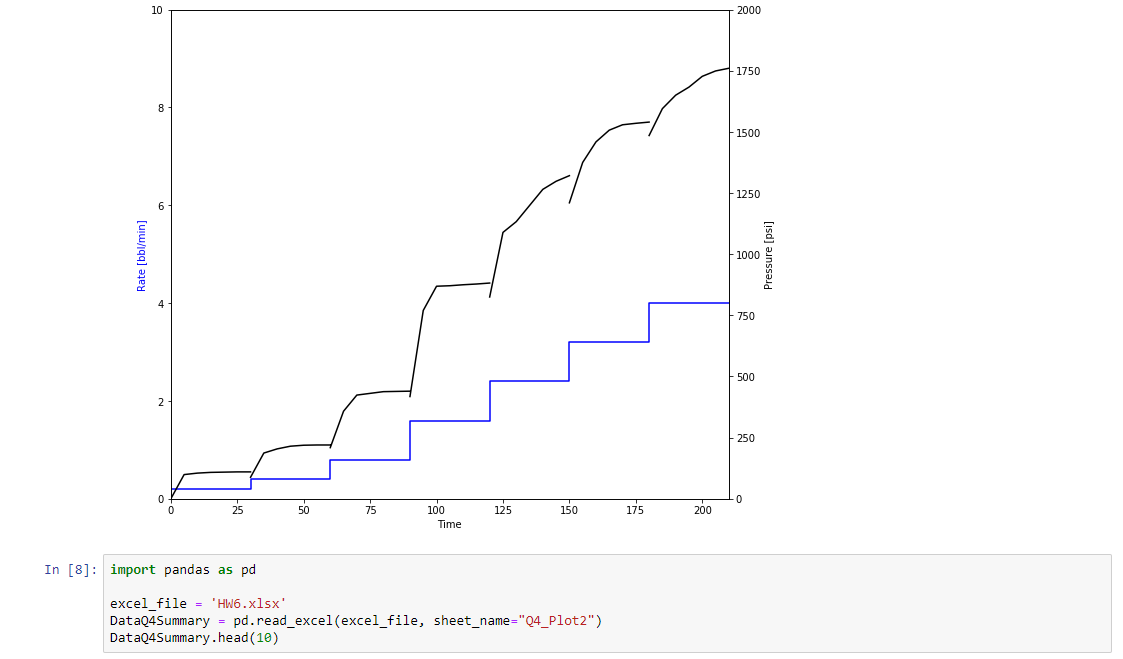 10
8
6
4
2
0
Rate [bbl/min]
2000
1750
1500
1250
1000
750
500
250
0
Pressure [psi]
0 25 50 75 100 125 150 175 200
Time
In [8]: import pandas as pd
excel_file = 'HW6.xlsx'
DataQ4Summary = pd.read_excel(excel_file, sheet_name="Q4_Plot2")
DataQ4Summary.head(10)